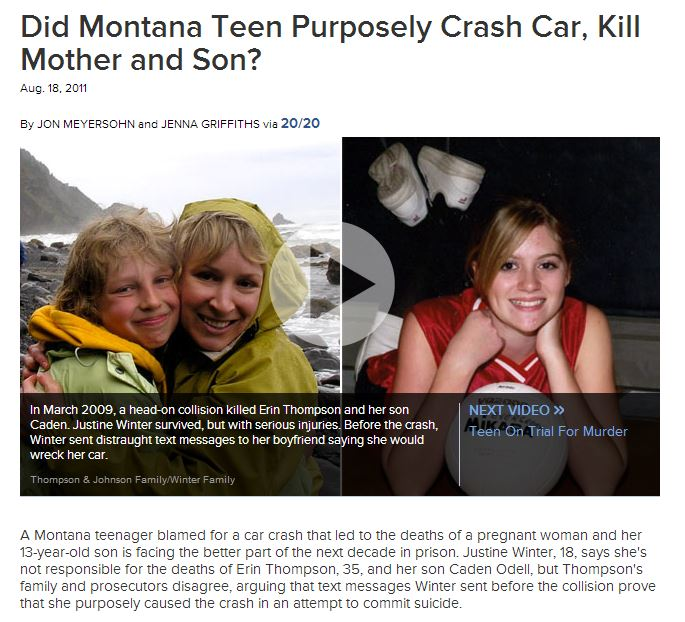 Did Montana Teen Purposely Crash Car, Kill
Mother and Son?
Aug. 18, 2011
By JON MEYERSOHN and JENNA GRIFFITHS via 20/20
In March 2009, a head-on collision killed Erin Thompson and her son
Caden. Justine Winter survived, but with serious injuries. Before the crash,
Winter sent distraught text messages to her boyfriend saying she would
wreck her car.
Thompson & Johnson Family/Winter Family
NEXT VIDEO »
Teen On Trial For Murder
MIKASA
A Montana teenager blamed for a car crash that led to the deaths of a pregnant woman and her
13-year-old son is facing the better part of the next decade in prison. Justine Winter, 18, says she's
not responsible for the deaths of Erin Thompson, 35, and her son Caden Odell, but Thompson's
family and prosecutors disagree, arguing that text messages Winter sent before the collision prove
that she purposely caused the crash in an attempt to commit suicide.